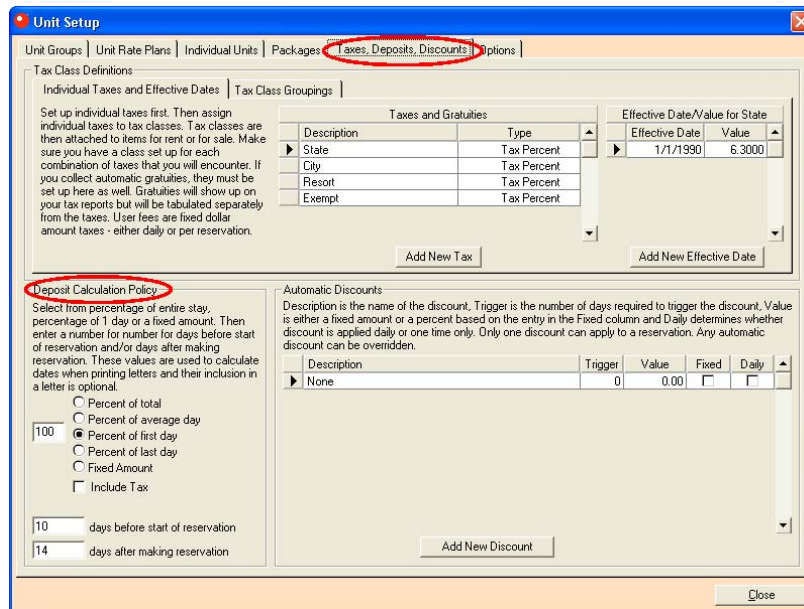 Unit Setup
Unit Groups | Unit Rate Plans | Individual Units | Packages | Taxes, Deposits, Discounts | Options
Tax Class Definitions
Individual Taxes and Effective Dates | Tax Class Groupings
Set up individual taxes first. Then assign
individual taxes to tax classes. Tax classes are
then attached to items for rent or for sale. Make
sure you have a class set up for each
combination of taxes that you will encounter. If
you collect automatic gratuities, they must be
set up here as well. Gratuities will show up on
your tax reports but will be tabulated separately
from the taxes. User fees are fixed dollar
amount taxes - either daily or per reservation.
Taxes and Gratuities
Description Type
State Tax Percent
City Tax Percent
Resort Tax Percent
Exempt Tax Percent
Add New Tax
Effective Date/Value for State
Effective Date Value
1/1/1990 6.3000
Add New Effective Date
Deposit Calculation Policy
Select from percentage of entire stay,
percentage of 1 day or a fixed amount. Then
enter a number for number for days before start
of reservation and/or days after making
reservation. These values are used to calculate
dates when printing letters and their inclusion in
a letter is optional.
Percent of total
Percent of average day
100 Percent of first day
Percent of last day
Fixed Amount
Include Tax
10 days before start of reservation
14 days after making reservation
Automatic Discounts
Description is the name of the discount, Trigger is the number of days required to trigger the discount, Value
is either a fixed amount or a percent based on the entry in the Fixed column and Daily determines whether
discount is applied daily or one time only. Only one discount can apply to a reservation. Any automatic
discount can be overridden.
Description Trigger Value Fixed Daily
None 0 0.00
Add New Discount
Close